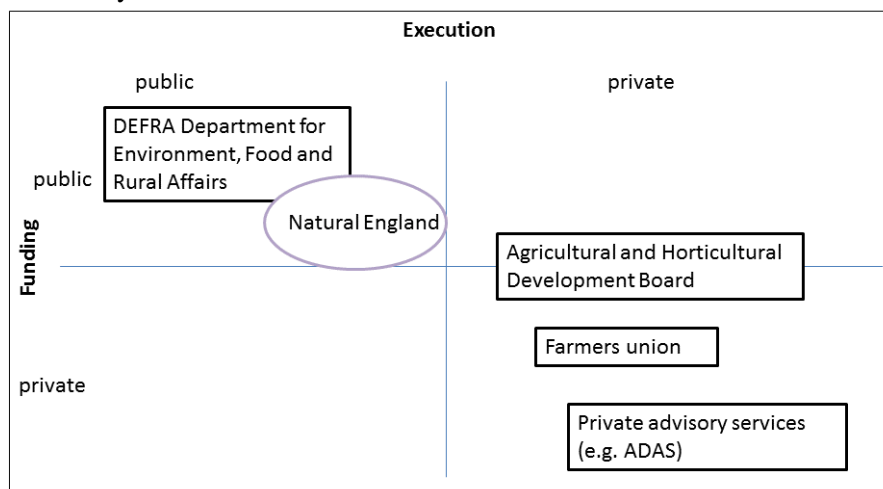 Execution
public
private
DEFRA Department for
Environment, Food and
Rural Affairs
public
Natural England
Funding
Agricultural and Horticultural
Development Board
Farmers union
private
Private advisory services
(e.g. ADAS)